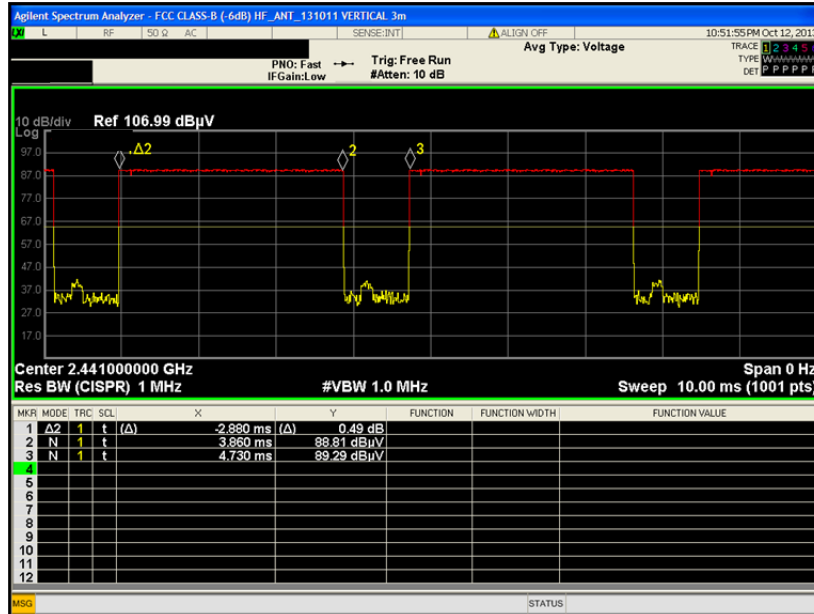 Agilent Spectrum Analyzer - FCC CLASS-B (-6dB) HF_ANT_131011 VERTICAL 3m
LXI L RF 50 Ω AC SENSE:INT ALIGN OFF 10:51:55 PM Oct 12, 201
Avg Type: Voltage TRACE 1 2 3 4 5
PNO: Fast Trig: Free Run TYPE W
IFGain:Low #Atten: 10 dB DET P P P P P
10 dB/div Ref 106.99 dBµV
Log
97.0
87.0
77.0
67.0
57.0
47.0
37.0
27.0
17.0
.Δ2
2
3
Center 2.441000000 GHz Span 0 Hz
Res BW (CISPR) 1 MHz #VBW 1.0 MHz Sweep 10.00 ms (1001 pts)
MKR MODE TRC SCL X Y FUNCTION FUNCTION WIDTH FUNCTION VALUE
1 Δ2 1 t (Δ) -2.880 ms (Δ) 0.49 dB
2 N 1 t 3.860 ms 88.81 dBµV
3 N 1 t 4.730 ms 89.29 dBµV
4
5
6
7
8
9
10
11
12
MSG STATUS